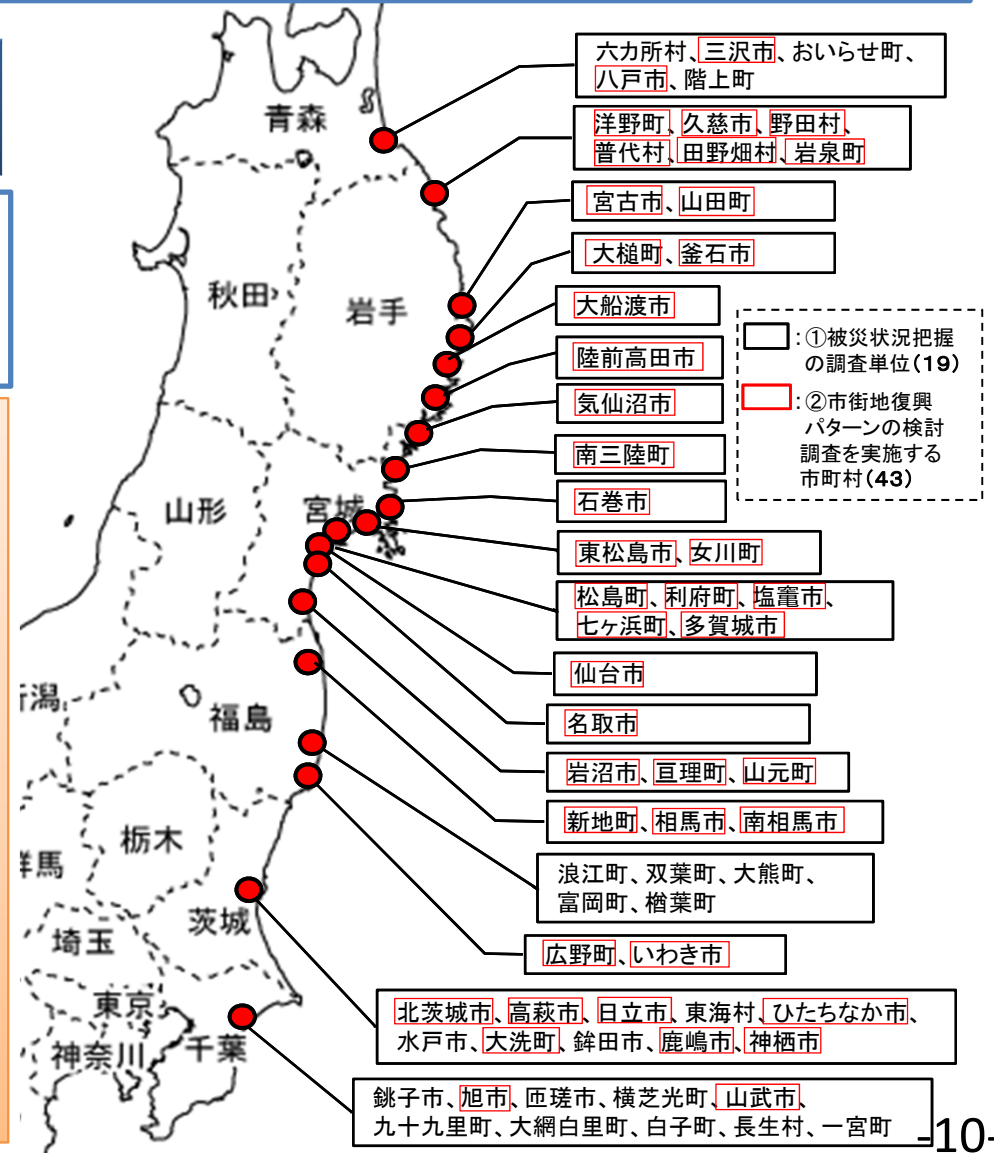 六カ所村、三沢市、おいらせ町、
八戸市、階上町
青森
洋野町、久慈市、野田村、
普代村、田野畑村、岩泉町
宮古市、山田町
大槌町、釜石市
秋田
岩手
大船渡市
陸前高田市
気仙沼市
南三陸町
石巻市
:①被災状況把握
の調査単位(19)
:②市街地復興
パターンの検討
調査を実施する
市町村(43)
山形
宮城
東松島市、女川町
松島町、利府町、塩竈市、
七ヶ浜町、多賀城市
仙台市
名取市
潟
福島
岩沼市、亘理町、山元町
新地町、相馬市、南相馬市
栃木
群馬
浪江町、双葉町、大熊町、
富岡町、楢葉町
茨城
埼玉
広野町、いわき市
東京
神奈川
千葉
北茨城市、高萩市、日立市、東海村、ひたちなか市、
水戸市、大洗町、鉾田市、鹿嶋市、神栖市
銚子市、旭市、匝瑳市、横芝光町、山武市、
九十九里町、大網白里町、白子町、長生村、一宮町
-10-